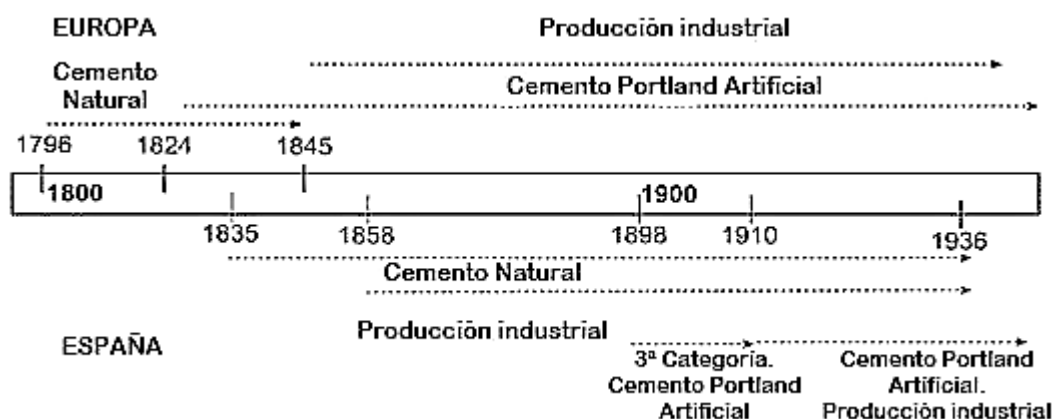 EUROPA
Producción industrial
Cemento
Natural
Cemento Portland Artificial
1796
1824
1845
1800
1900
1835
1858
1898
1910
1936
Cemento Natural
Producción industrial
ESPAÑA
3ª Categoría.
Cemento Portland
Artificial
Cemento Portland
Artificial.
Producción industrial